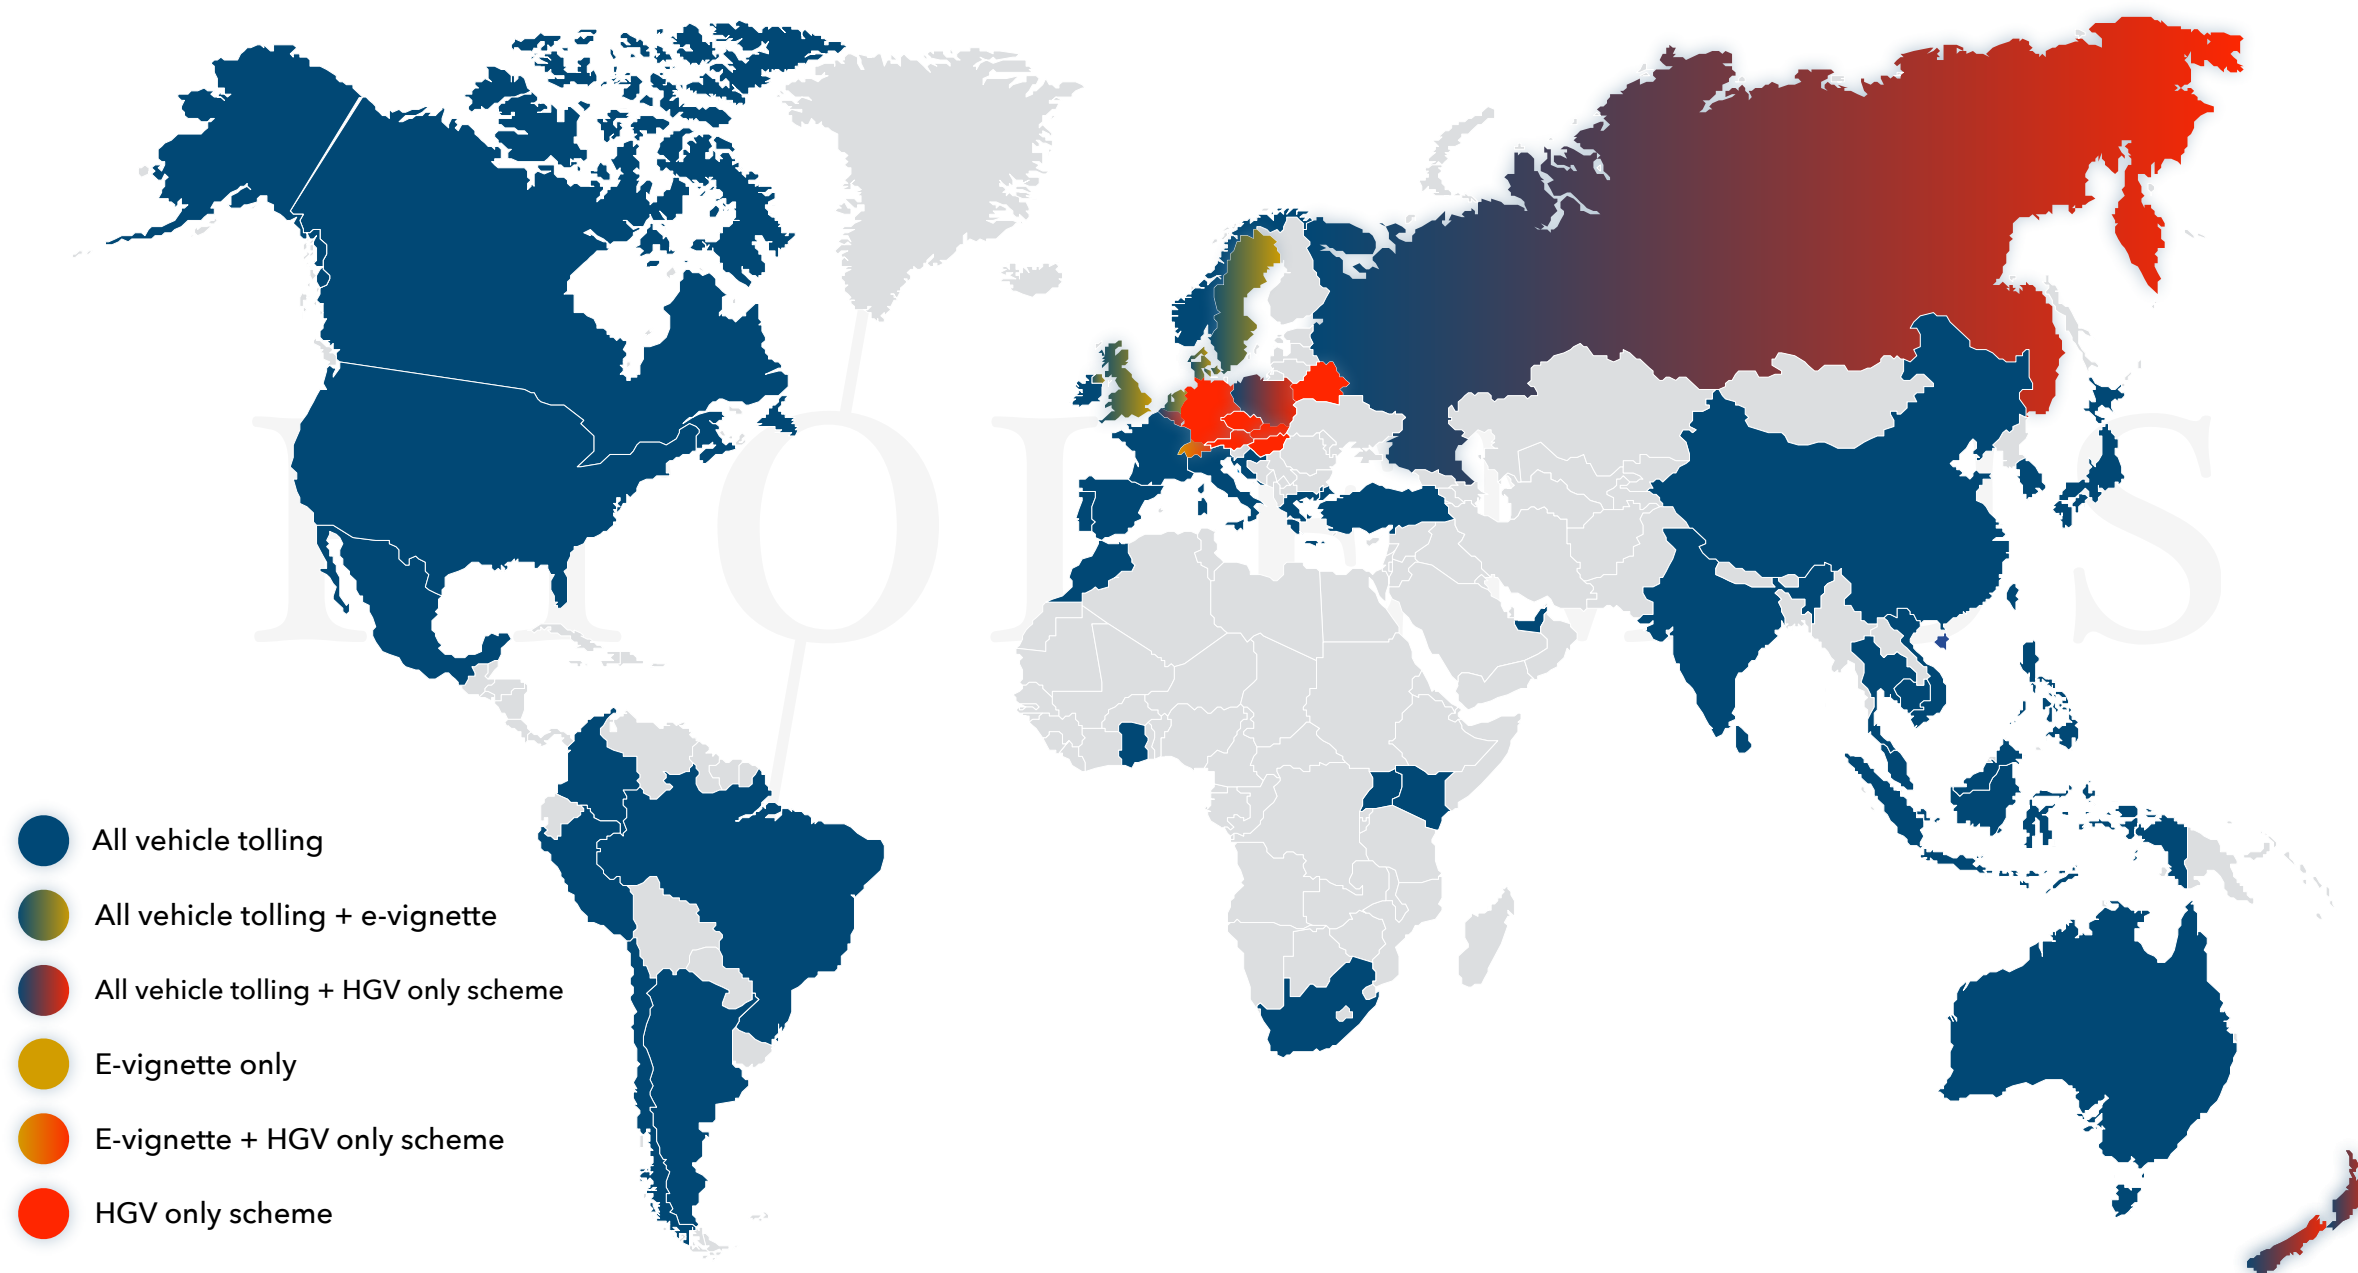 All vehicle tolling
All vehicle tolling + e-vignette
All vehicle tolling + HGV only scheme
E-vignette only
E-vignette + HGV only scheme
HGV only scheme